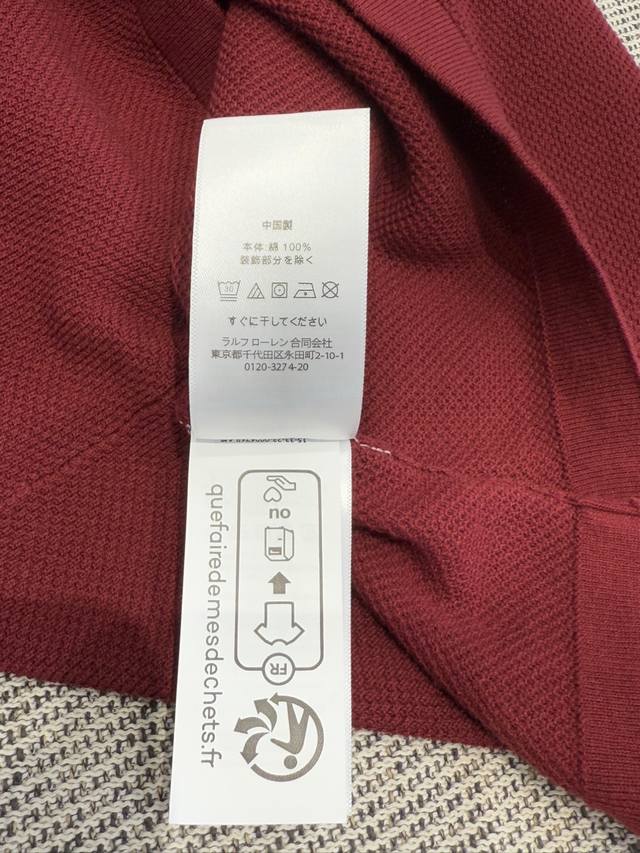 中国製
本体:綿 100%
装飾部分を除く
30
すぐに干してください
ラルフ ローレン 合同会社
東京都千代田区永田町2-10-1
0120-3274-20
FR
ou
quefairedemesdechets.fr